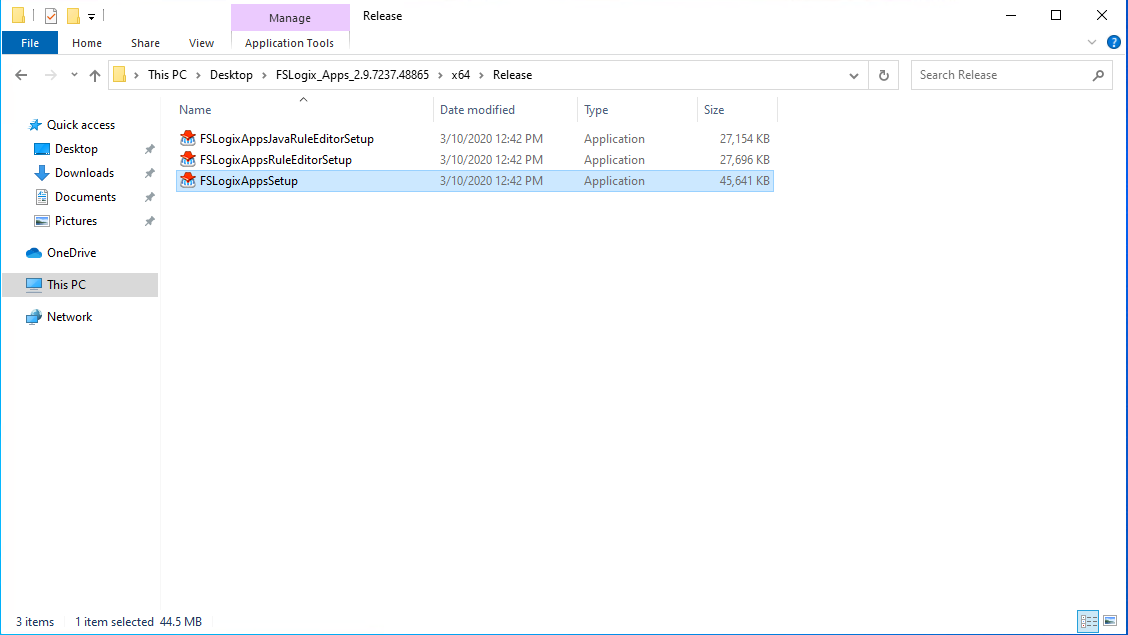 Manage Release
File Home Share View Application Tools
This PC > Desktop > FSLogix_Apps_2.9.7237.48865 > x64 > Release Search Release
Name Date modified Type Size
Quick access
Desktop
Downloads
Documents
Pictures
OneDrive
This PC
Network
FSLogixAppsJavaRuleEditorSetup 3/10/2020 12:42 PM Application 27,154 KB
FSLogixAppsRuleEditorSetup 3/10/2020 12:42 PM Application 27,696 KB
FSLogixAppsSetup 3/10/2020 12:42 PM Application 45,641 KB
3 items 1 item selected 44.5 MB